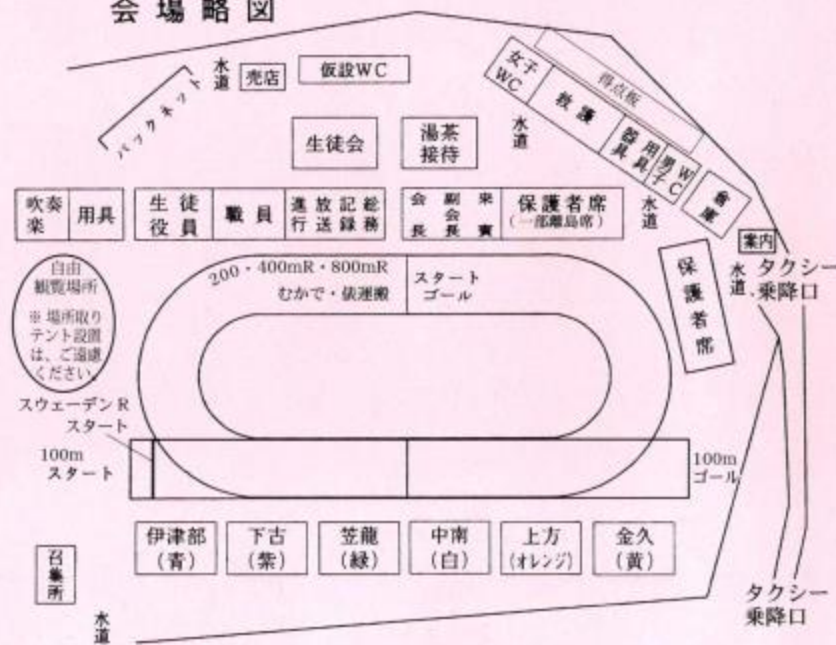 会場略図
水道
売店
仮設WC
バックネット
女子WC
得点板
救護
水道
器具
用具
男子WC
倉庫
生徒会
湯茶
接待
吹奏楽
用具
生徒
役員
職員
進行
放送
記録
総務
会長
副会長
来賓
保護者席
(一部離島席)
水道
案内
水道
タクシー
乗降口
保護者席
自由
観覧場所
※場所取り
テント設置
は、ご遠慮
ください。
200・400mR・800mR
むかで・俵運搬
スタート
ゴール
スウェーデンR
スタート
100m
スタート
100m
ゴール
伊津部
(青)
下古
(紫)
笠龍
(緑)
中南
(白)
上方
(オレンジ)
金久
(黄)
召集所
水道
タクシー
乗降口